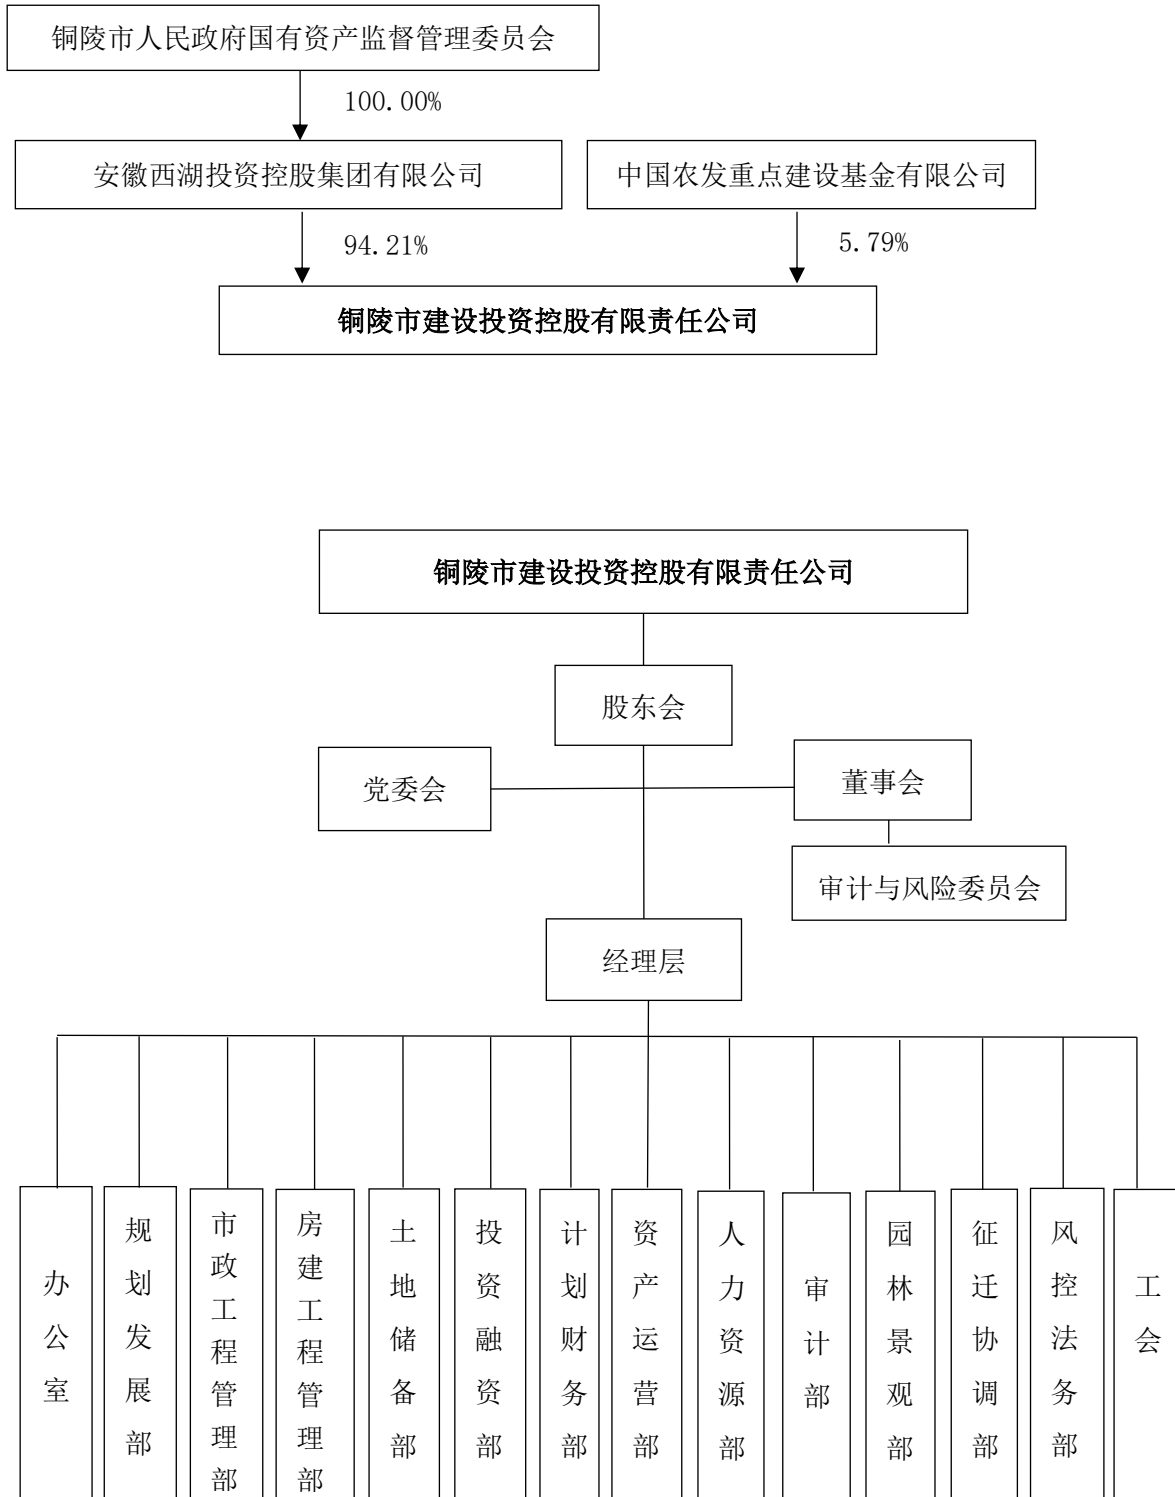 铜陵市人民政府国有资产监督管理委员会
100.00%
安徽西湖投资控股集团有限公司
中国农发重点建设基金有限公司
94.21%
5.79%
铜陵市建设投资控股有限责任公司
铜陵市建设投资控股有限责任公司
股东会
党委会
董事会
审计与风险委员会
经理层
办公室
规划发展部
市政工程管理部
房建工程管理部
土地储备部
投资融资部
计划财务部
资产运营部
人力资源部
审计部
园林景观部
征迁协调部
风控法务部
工会